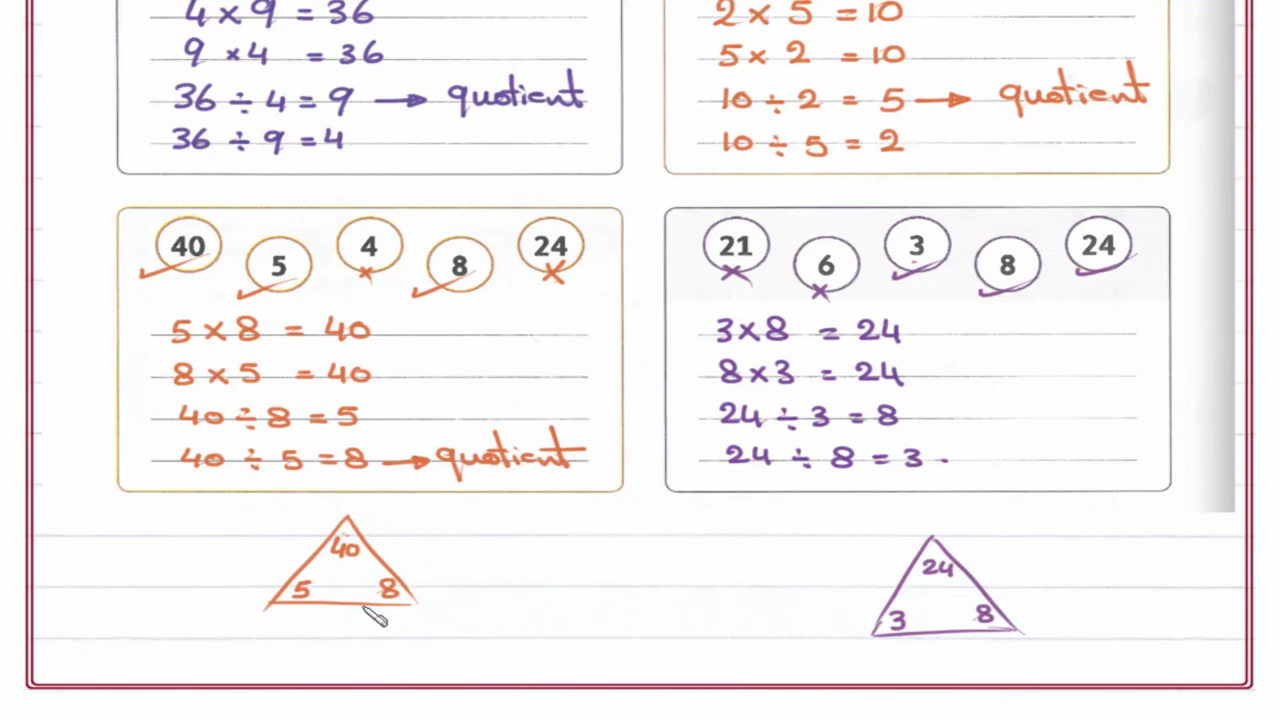 4 × 9 = 36
9 × 4 = 36
36 ÷ 4 = 9 → quotient
36 ÷ 9 = 4
2 × 5 = 10
5 × 2 = 10
10 ÷ 2 = 5 → quotient
10 ÷ 5 = 2
40 5 4 8 24
5 × 8 = 40
8 × 5 = 40
40 ÷ 8 = 5
40 ÷ 5 = 8 → quotient
21 6 3 8 24
3 × 8 = 24
8 × 3 = 24
24 ÷ 3 = 8
24 ÷ 8 = 3 .
40
5 8
24
3 8